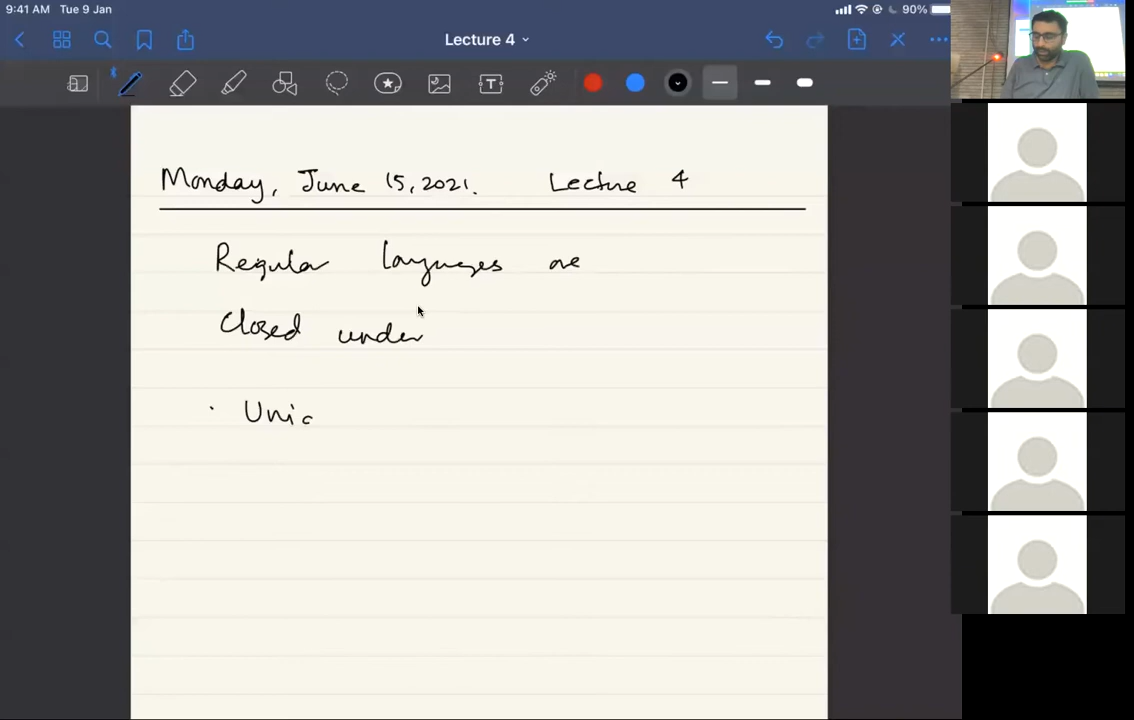 9:41 AM Tue 9 Jan
90%
Lecture 4
Monday, June 15, 2021. Lecture 4
Regular languages are
Closed under
· Unio